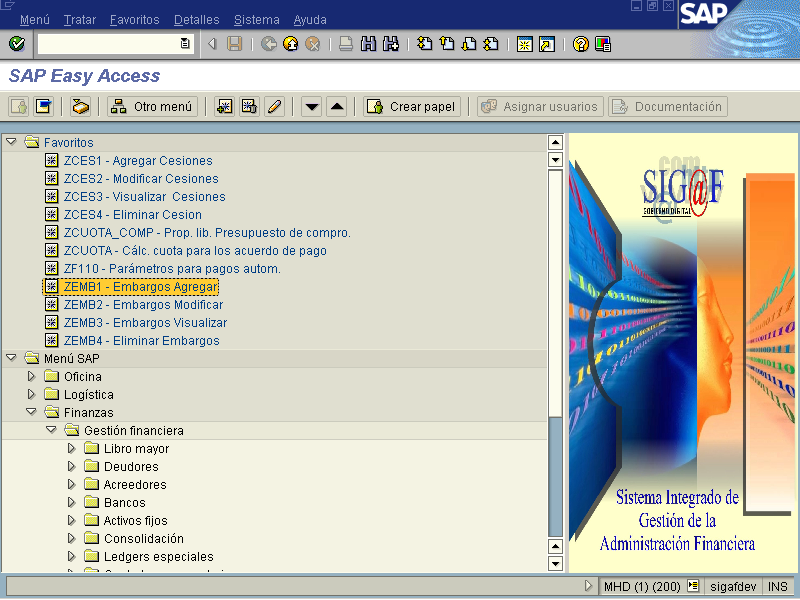 Menú Tratar Favoritos Detalles Sistema Ayuda
SAP
SAP Easy Access
Otro menú Crear papel Asignar usuarios Documentación
Favoritos
ZCES1 - Agregar Cesiones
ZCES2 - Modificar Cesiones
ZCES3 - Visualizar Cesiones
ZCES4 - Eliminar Cesion
ZCUOTA_COMP - Prop. lib. Presupuesto de compro.
ZCUOTA - Cálc. cuota para los acuerdo de pago
ZF110 - Parámetros para pagos autom.
ZEMB1 - Embargos Agregar
ZEMB2 - Embargos Modificar
ZEMB3 - Embargos Visualizar
ZEMB4 - Eliminar Embargos
Menú SAP
Oficina
Logística
Finanzas
Gestión financiera
Libro mayor
Deudores
Acreedores
Bancos
Activos fijos
Consolidación
Ledgers especiales
SIG@F
GOBIERNO DIGITAL
Sistema Integrado de
Gestión de la
Administración Financiera
MHD (1) (200) sigafdev INS